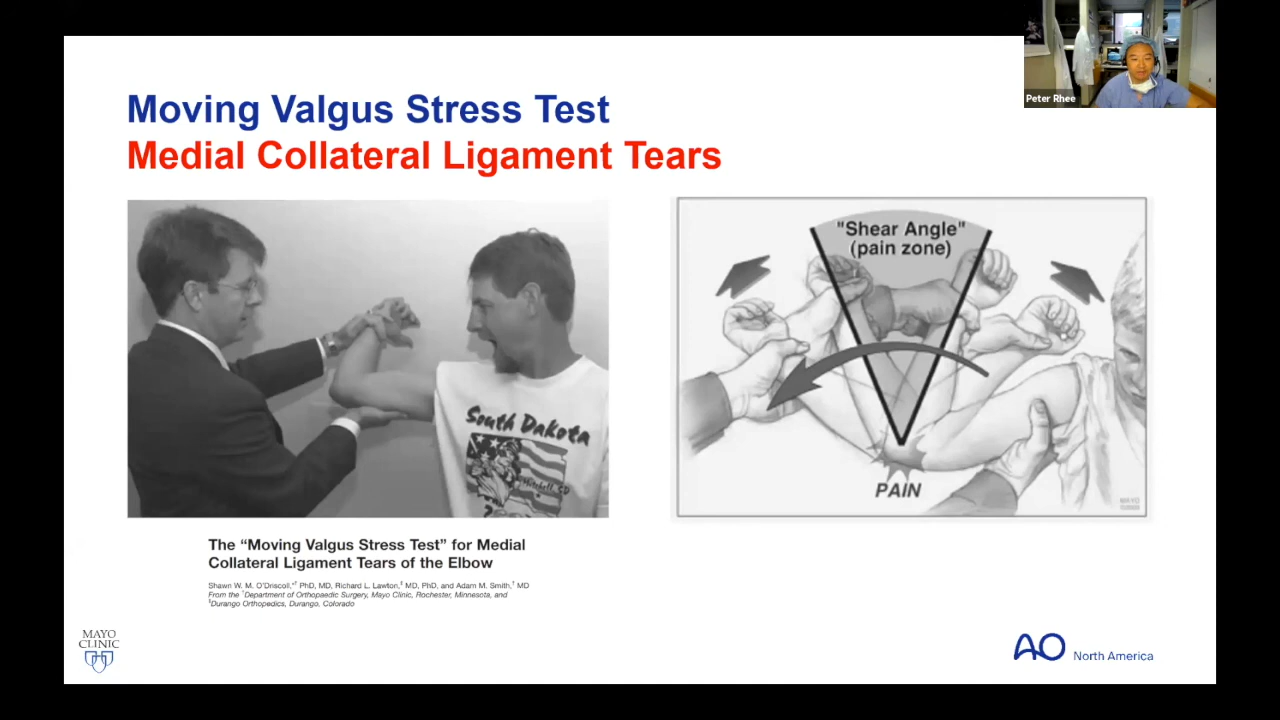 Moving Valgus Stress Test
Medial Collateral Ligament Tears
Peter Rhee
South Dakota
Mitchell, SD
"Shear Angle"
(pain zone)
PAIN
MAYO
The “Moving Valgus Stress Test” for Medial
Collateral Ligament Tears of the Elbow
Shawn W. M. O'Driscoll,*† PhD, MD, Richard L. Lawton,‡ MD, PhD, and Adam M. Smith,† MD
From the †Department of Orthopaedic Surgery, Mayo Clinic, Rochester, Minnesota, and
‡Durango Orthopedics, Durango, Colorado
MAYO
CLINIC
AO North America